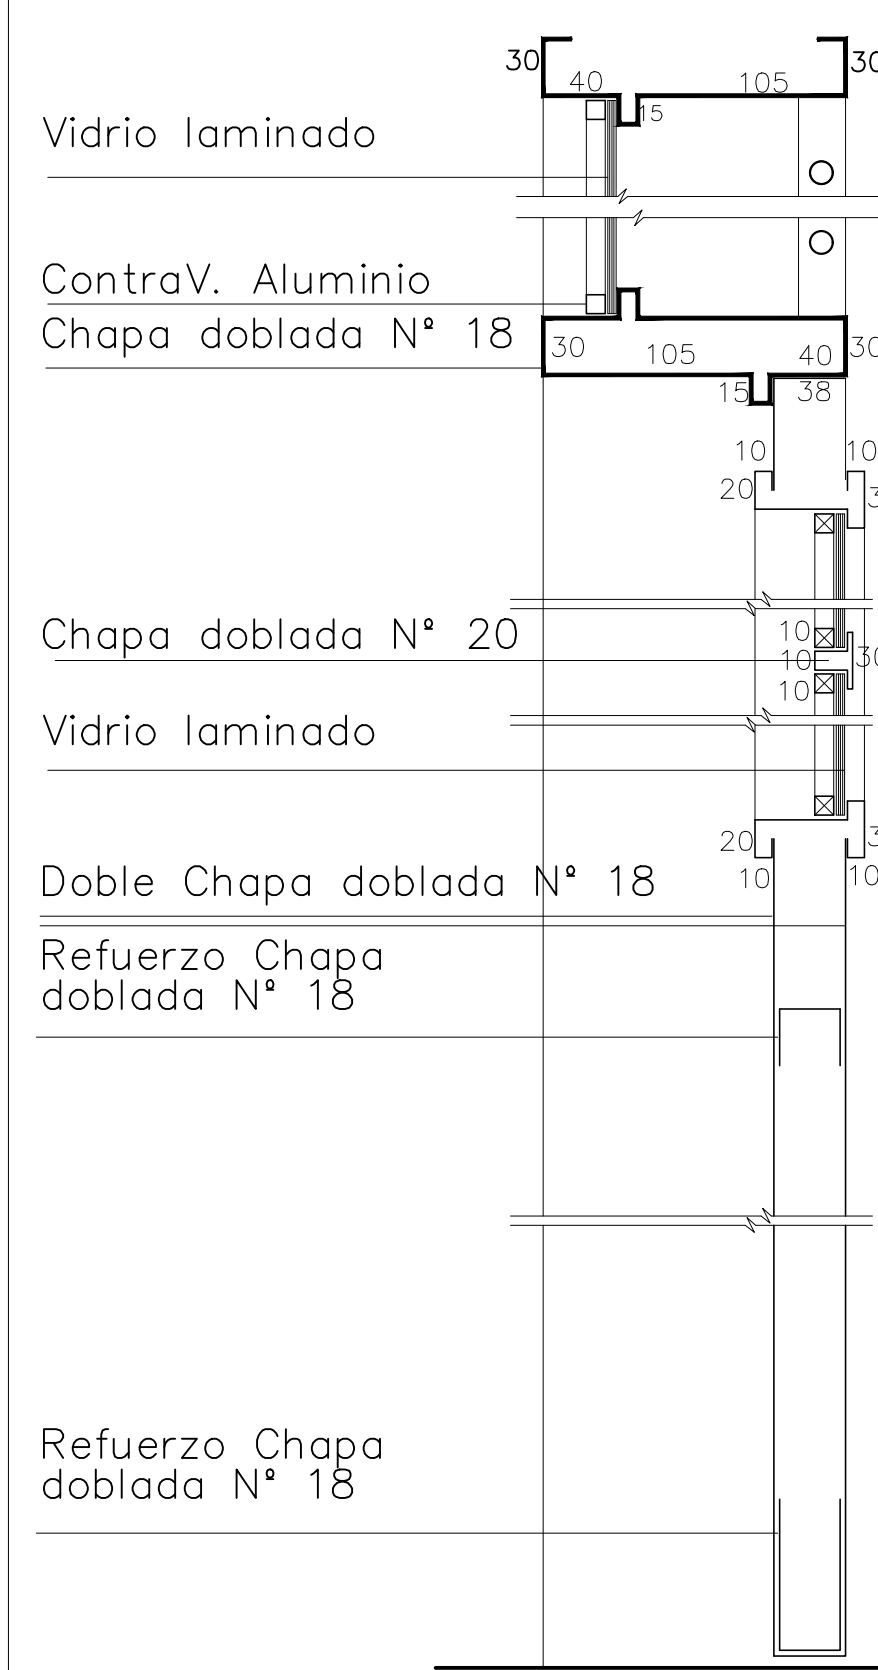 30
30
40
105
15
Vidrio laminado
ContraV. Aluminio
Chapa doblada Nº 18
30
105
40
30
15
38
10
10
20
Chapa doblada Nº 20
10
10
30
10
Vidrio laminado
20
Doble Chapa doblada Nº 18
10
10
Refuerzo Chapa
doblada Nº 18
Refuerzo Chapa
doblada Nº 18